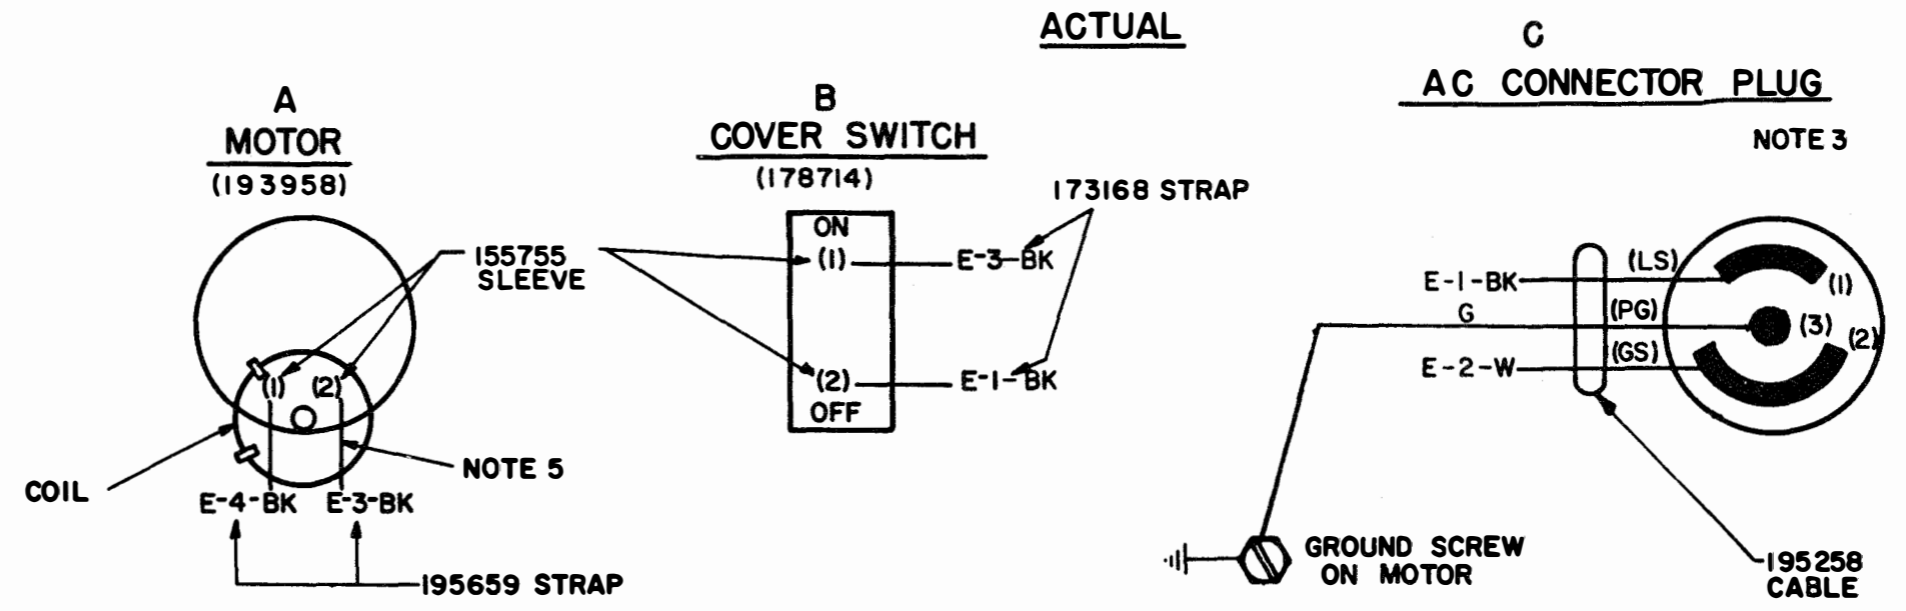 ACTUAL
A
MOTOR
(193958)
(1)
(2)
COIL
NOTE 5
E-4-BK
E-3-BK
195659 STRAP
155755
SLEEVE
B
COVER SWITCH
(178714)
ON
(1)
E-3-BK
(2)
E-1-BK
OFF
173168 STRAP
C
AC CONNECTOR PLUG
NOTE 3
E-1-BK
(LS)
(1)
G
(PG)
(3)
(2)
E-2-W
(GS)
GROUND SCREW
ON MOTOR
195258
CABLE